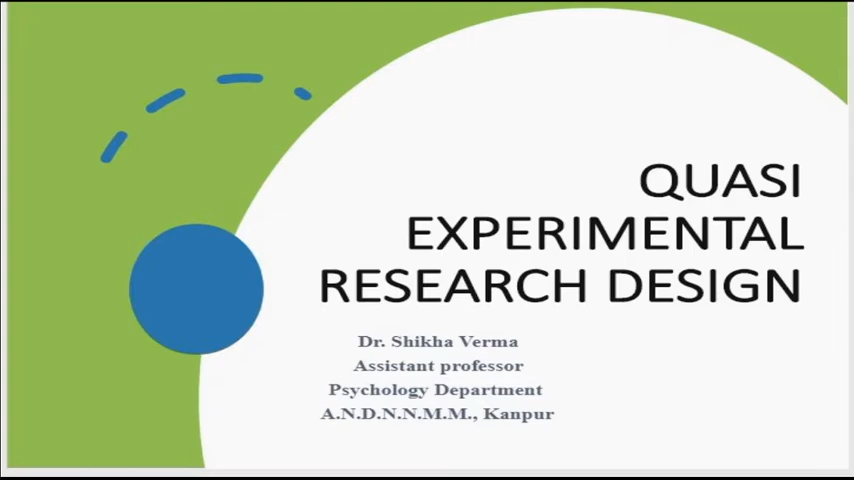 QUASI
EXPERIMENTAL
RESEARCH DESIGN
Dr. Shikha Verma
Assistant professor
Psychology Department
A.N.D.N.N.M.M., Kanpur